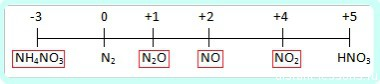 -3 0 +1 +2 +4 +5
NH₄NO₃ N₂ N₂O NO NO₂ HNO₃